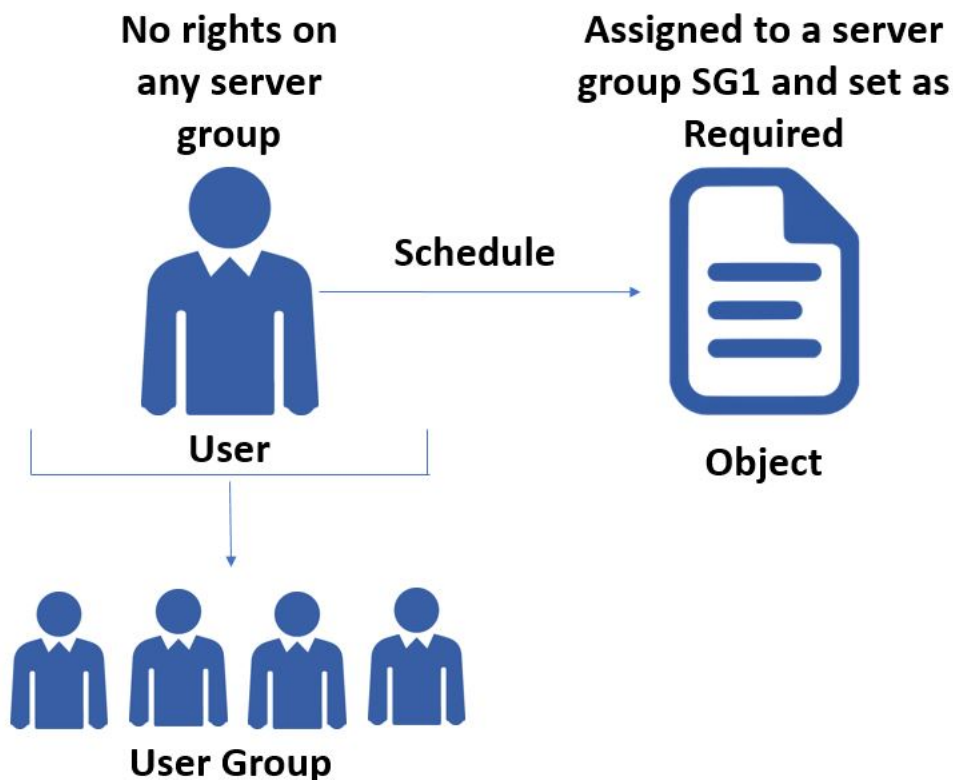 No rights on
any server
group
Assigned to a server
group SG1 and set as
Required
Schedule
User
Object
User Group